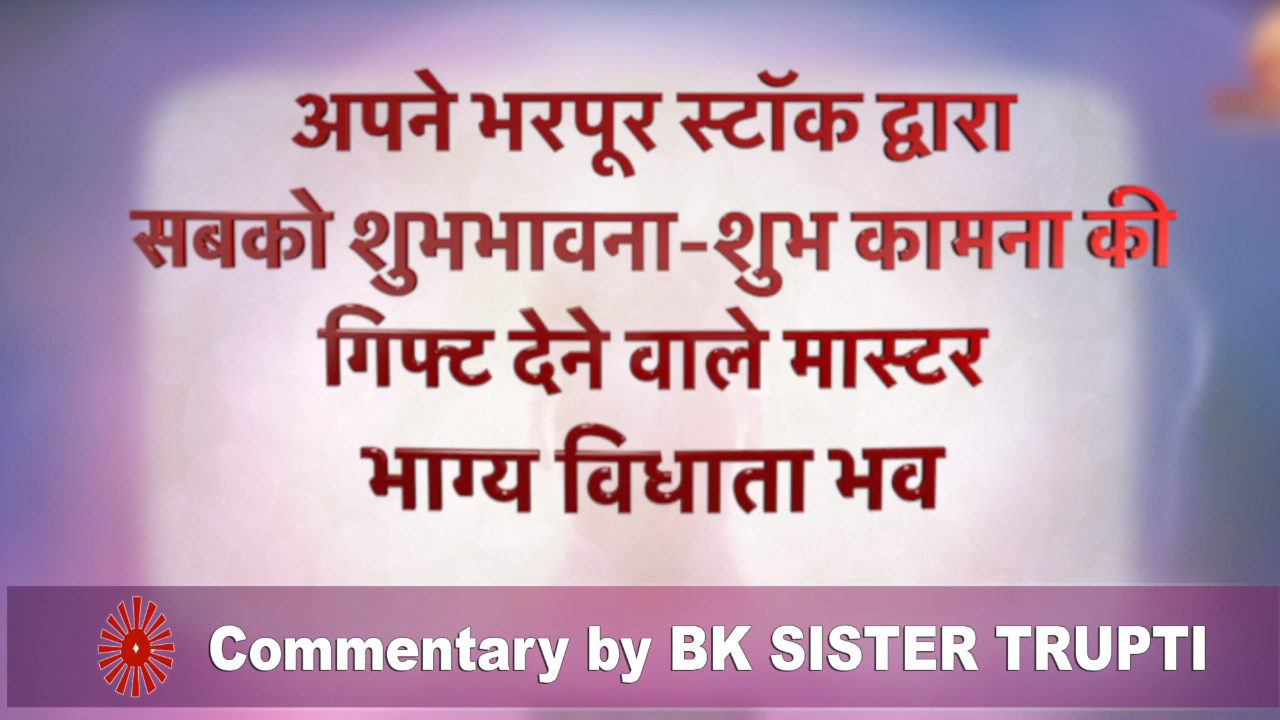 अपने भरपूर स्टॉक द्वारा
सबको शुभभावना-शुभ कामना की
गिफ्ट देने वाले मास्टर
भाग्य विधाता भव
Commentary by BK SISTER TRUPTI